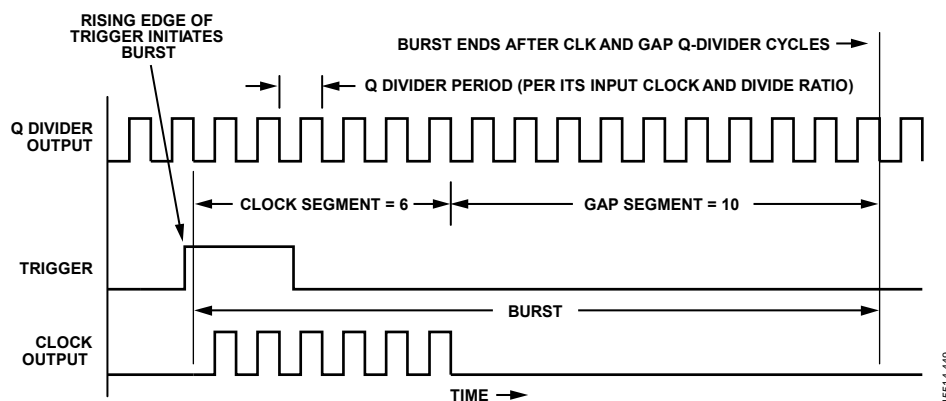 RISING EDGE OF
TRIGGER INITIATES
BURST
BURST ENDS AFTER CLK AND GAP Q-DIVIDER CYCLES
Q DIVIDER PERIOD (PER ITS INPUT CLOCK AND DIVIDE RATIO)
Q DIVIDER
OUTPUT
CLOCK SEGMENT = 6
GAP SEGMENT = 10
TRIGGER
BURST
CLOCK
OUTPUT
TIME